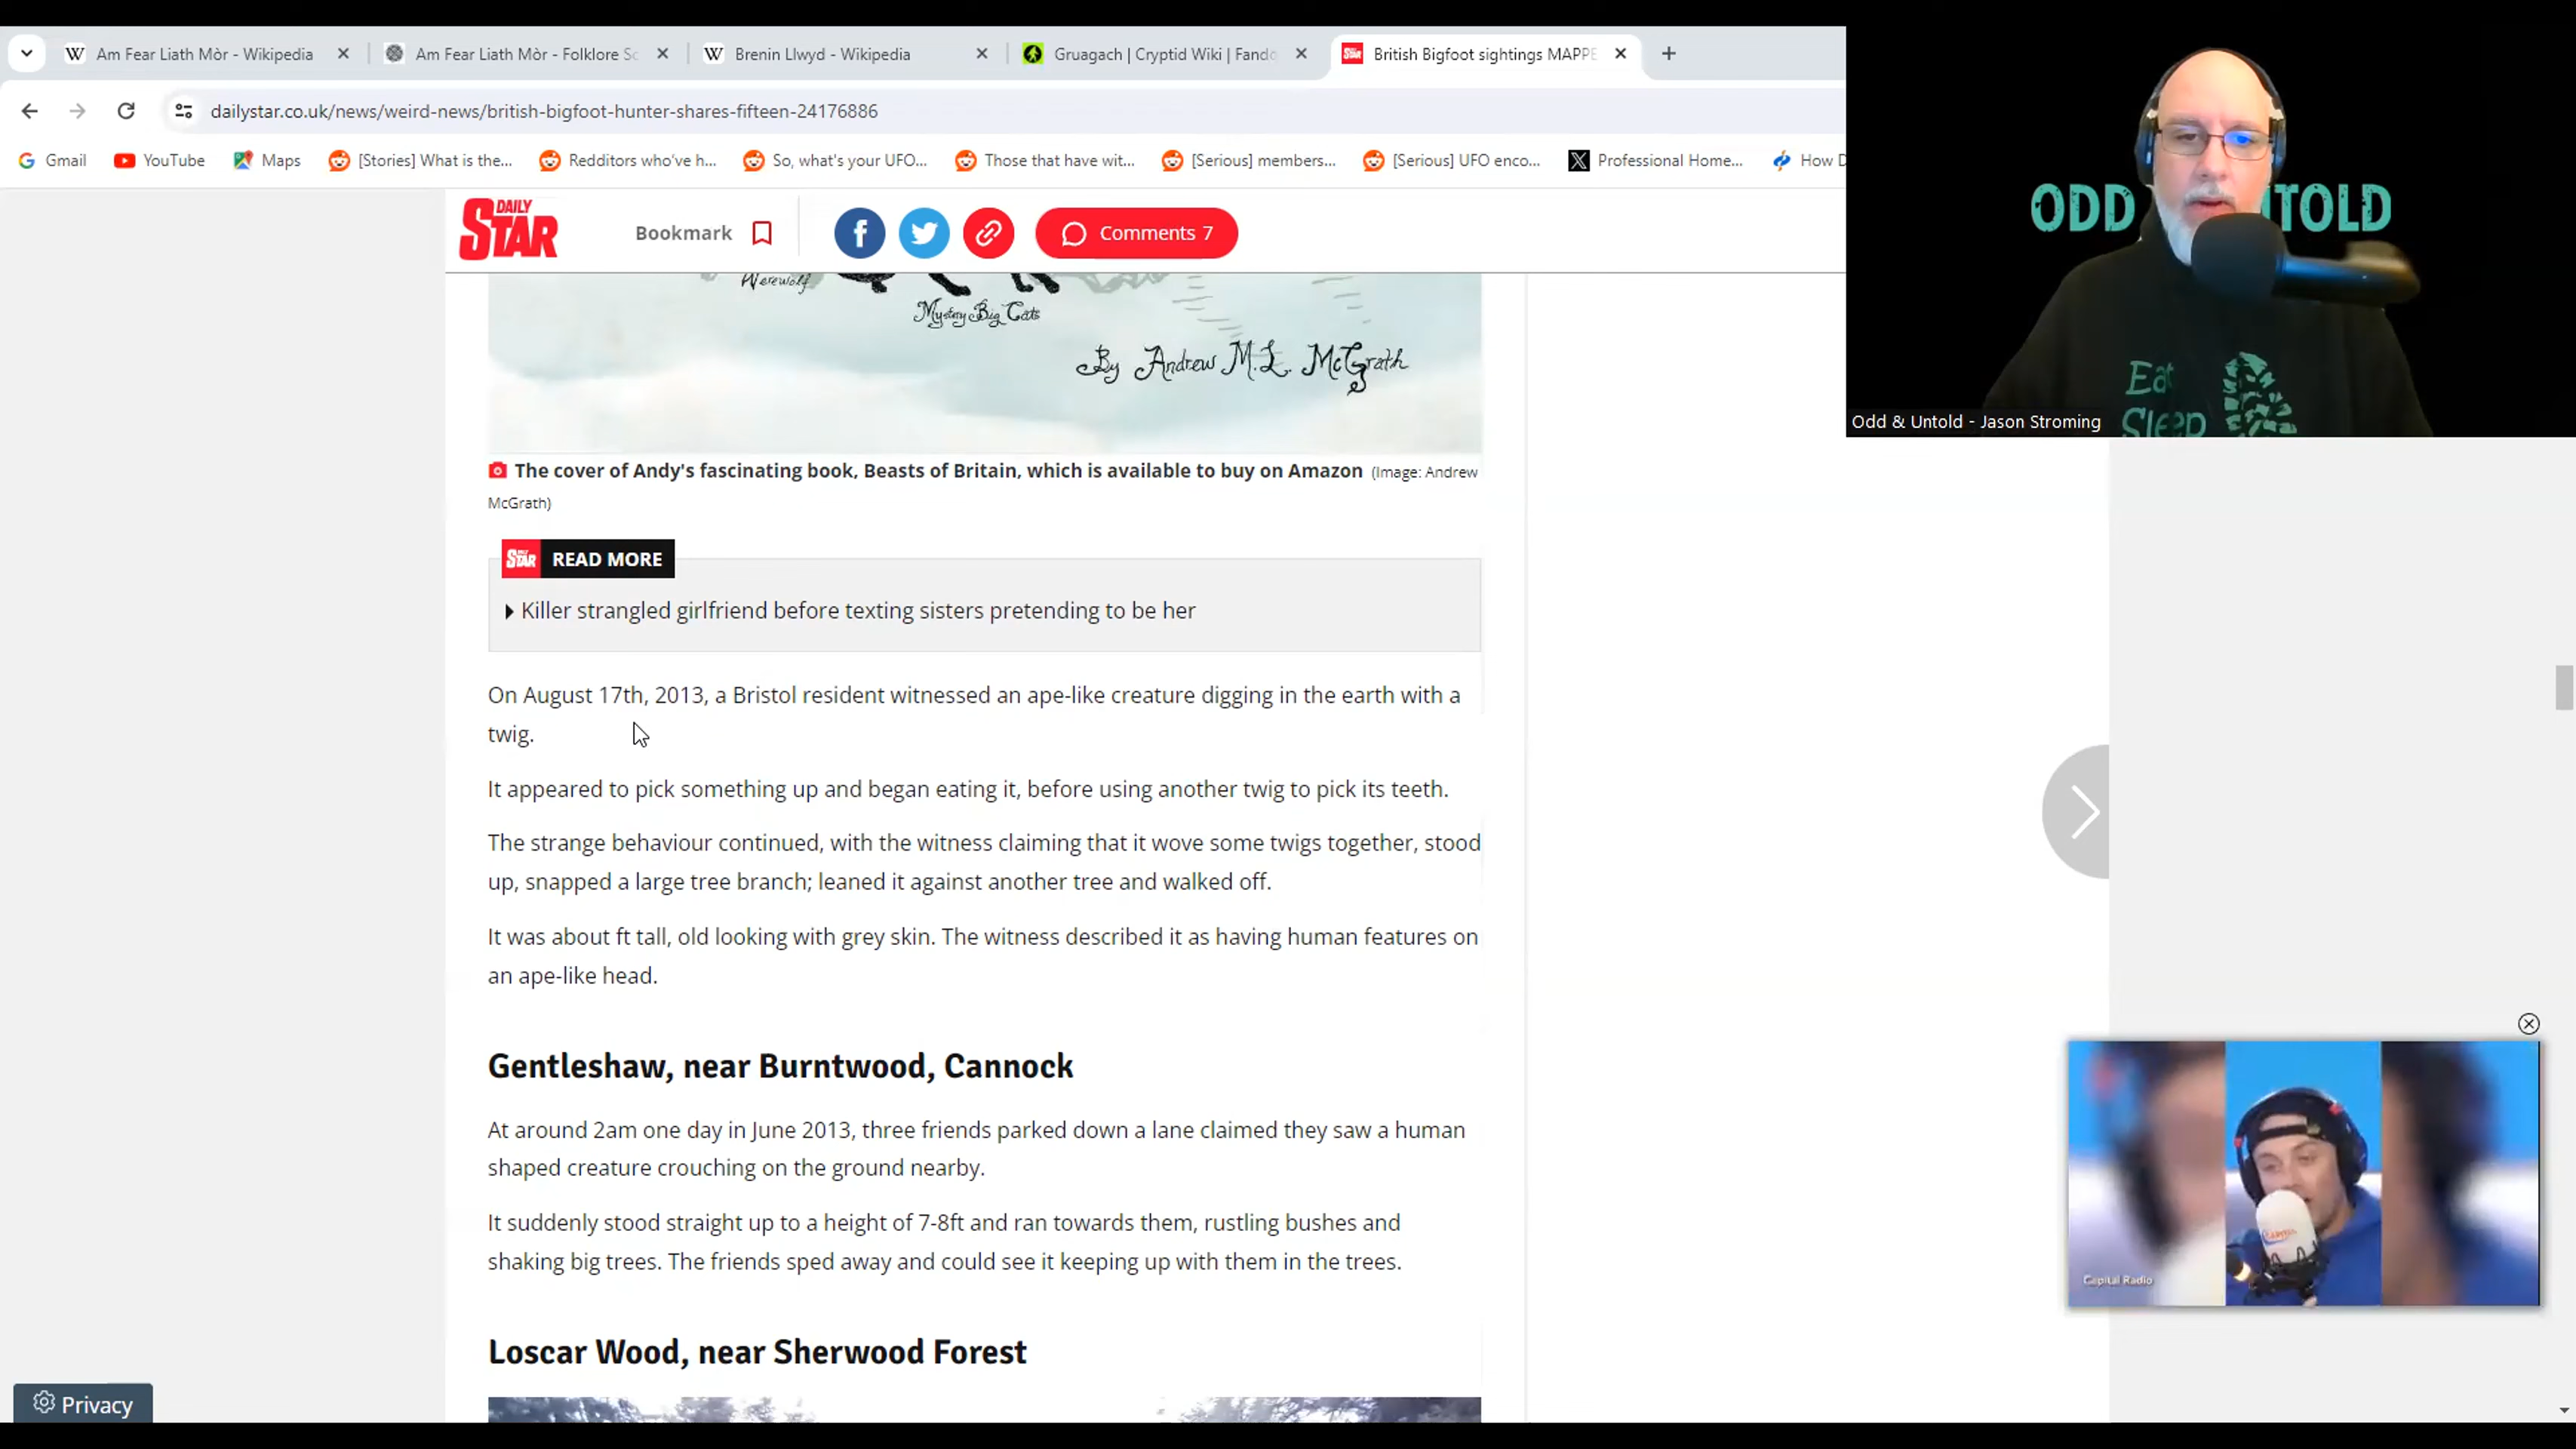 Am Fear Liath Mòr - Wikipedia
Am Fear Liath Mòr - Folklore Sc
Brenin Llwyd - Wikipedia
Gruagach | Cryptid Wiki | Fando
British Bigfoot sightings MAPPE
dailystar.co.uk/news/weird-news/british-bigfoot-hunter-shares-fifteen-24176886
Gmail
YouTube
Maps
[Stories] What is the...
Redditors who've h...
So, what's your UFO...
Those that have wit...
[Serious] members...
[Serious] UFO enco...
Professional Home...
How D
ODD NTOLD
Eat
Sleep
Odd & Untold - Jason Stroming
DAILY
STAR
Bookmark
Comments 7
Werewolf
Mystery Big Cats
By Andrew M.L. McGrath
The cover of Andy's fascinating book, Beasts of Britain, which is available to buy on Amazon (Image: Andrew
McGrath)
STAR READ MORE
Killer strangled girlfriend before texting sisters pretending to be her
On August 17th, 2013, a Bristol resident witnessed an ape-like creature digging in the earth with a
twig.
It appeared to pick something up and began eating it, before using another twig to pick its teeth.
The strange behaviour continued, with the witness claiming that it wove some twigs together, stood
up, snapped a large tree branch; leaned it against another tree and walked off.
It was about ft tall, old looking with grey skin. The witness described it as having human features on
an ape-like head.
Gentleshaw, near Burntwood, Cannock
At around 2am one day in June 2013, three friends parked down a lane claimed they saw a human
shaped creature crouching on the ground nearby.
It suddenly stood straight up to a height of 7-8ft and ran towards them, rustling bushes and
shaking big trees. The friends sped away and could see it keeping up with them in the trees.
Loscar Wood, near Sherwood Forest
Capital Radio
CAPITAL
Privacy